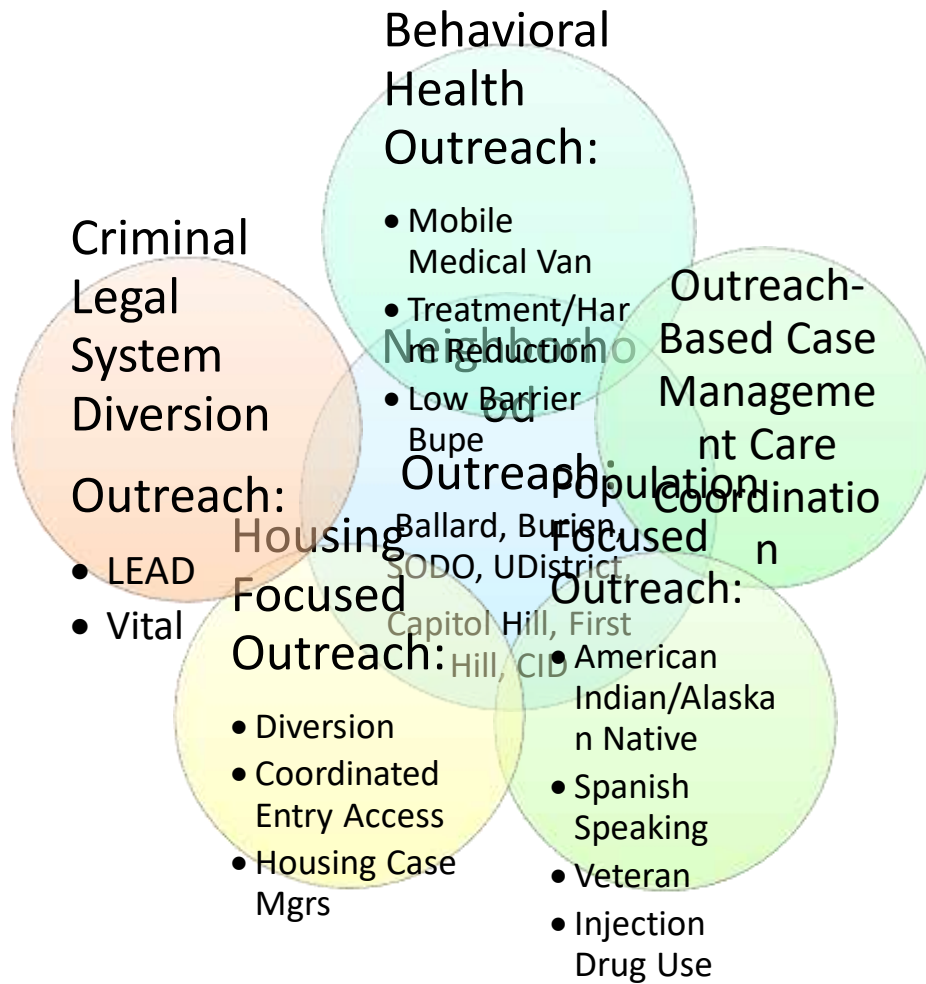 Behavioral
Health
Outreach:
• Mobile
Medical Van
• Treatment/Har
m Reduction
• Low Barrier
Bupe
Criminal
Legal
System
Diversion
Outreach:
• LEAD
• Vital
Outreach-
Based Case
Manageme
nt Care
Coordinatio
n
Neighborho
od
Outreach:
Ballard, Burien,
SODO, UDistrict,
Capitol Hill, First
Hill, CID
Housing
Focused
Outreach:
• Diversion
• Coordinated
Entry Access
• Housing Case
Mgrs
Population
Focused
Outreach:
• American
Indian/Alaska
n Native
• Spanish
Speaking
• Veteran
• Injection
Drug Use